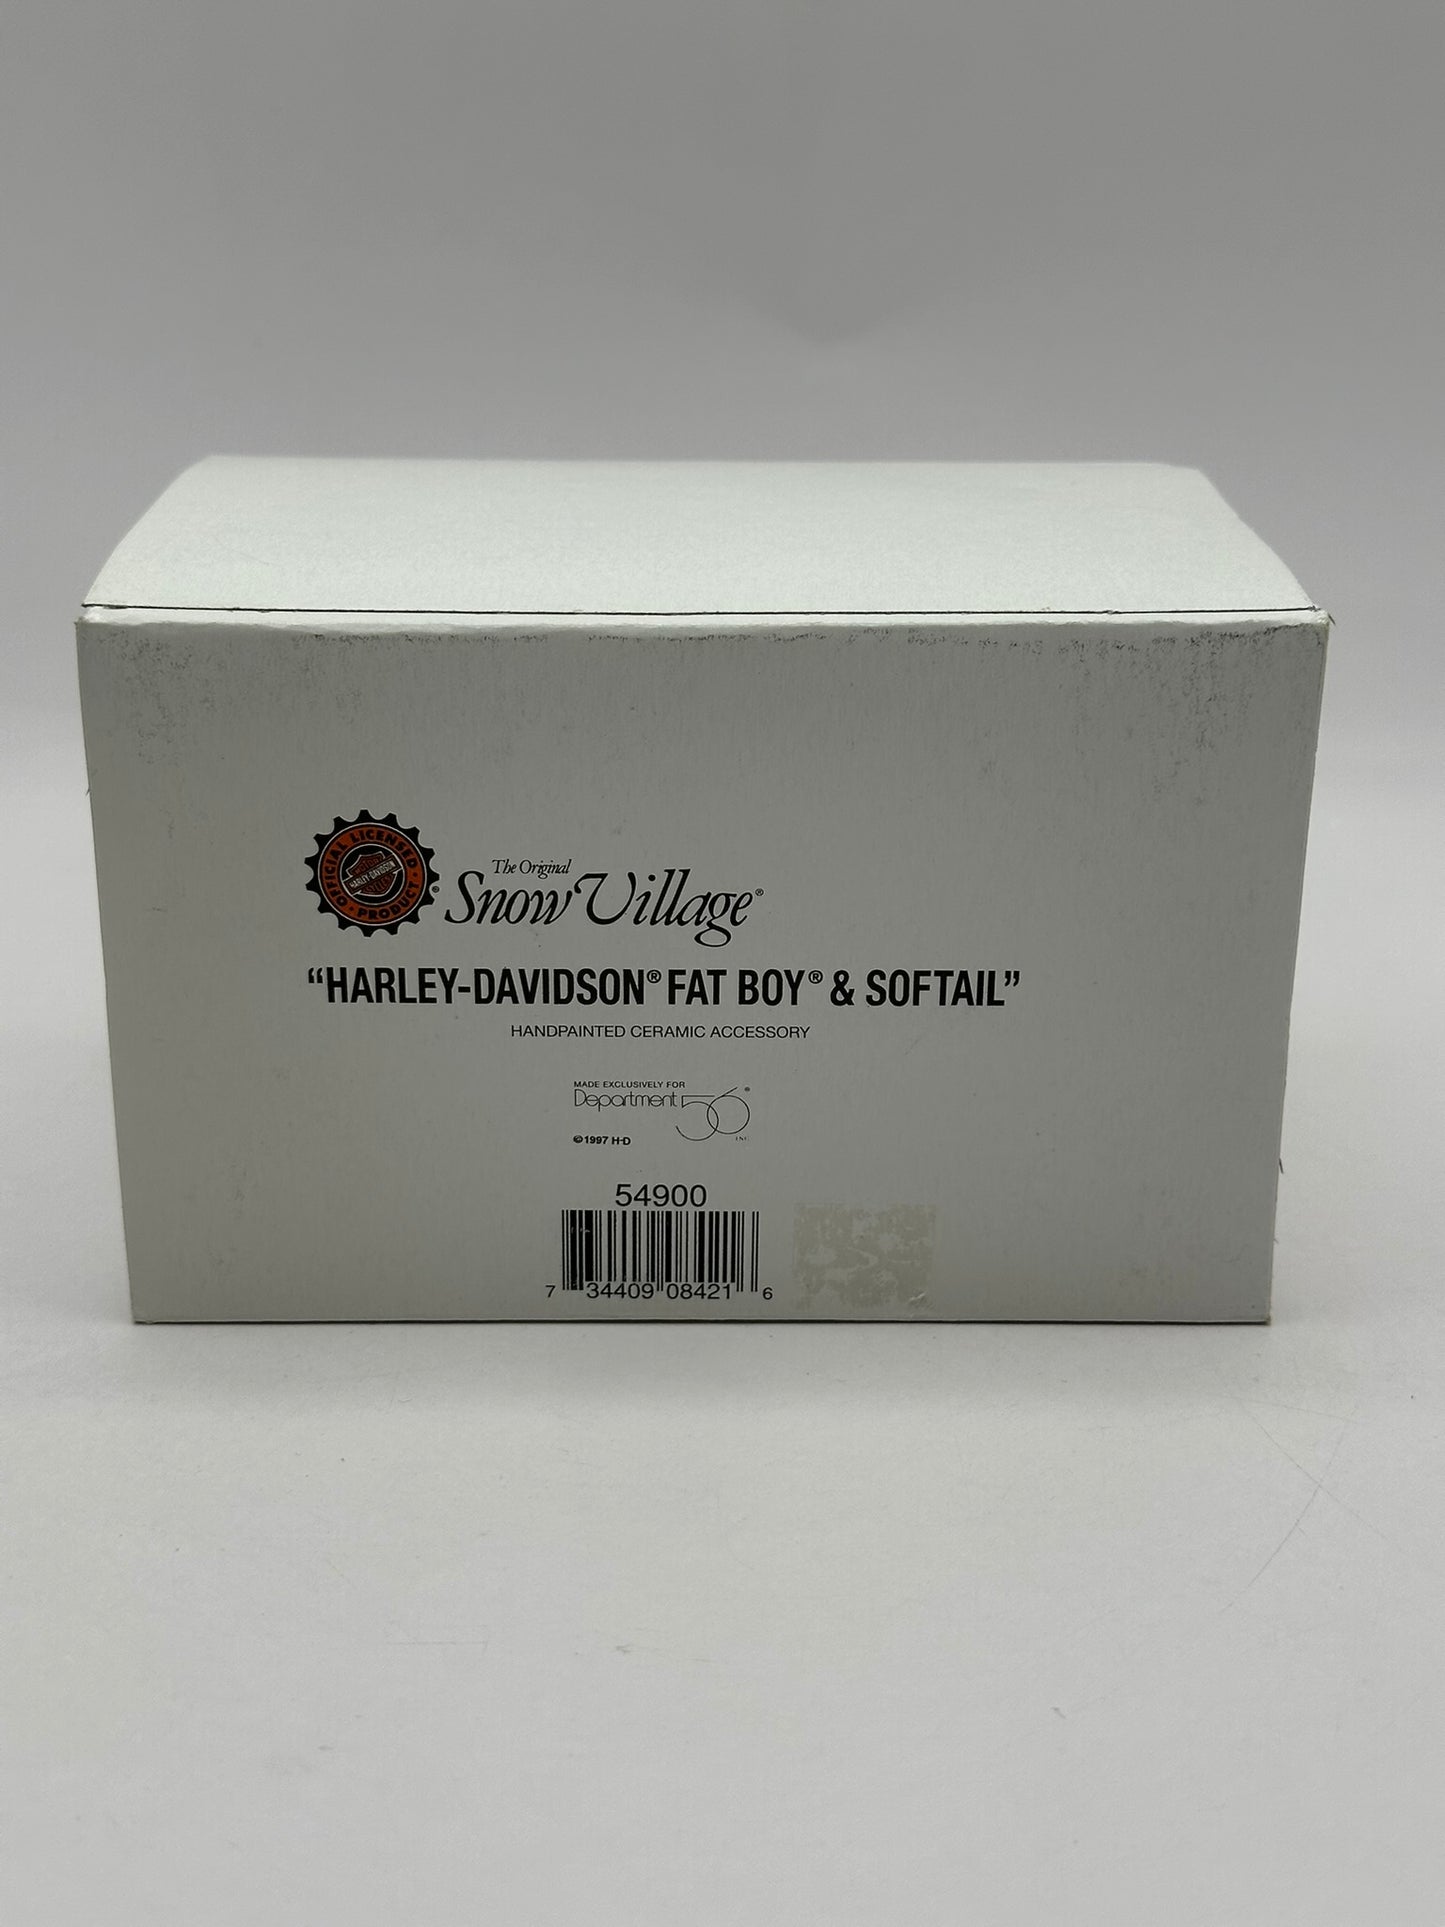 OFFICIAL LICENSED
MOTOR
HARLEY-DAVIDSON
CYCLES
PRODUCT ®
The Original
Snow Village®
“HARLEY-DAVIDSON® FAT BOY® & SOFTAIL”
HANDPAINTED CERAMIC ACCESSORY
MADE EXCLUSIVELY FOR
Department 56®
INC
©1997 H-D
54900
7 34409 08421 6